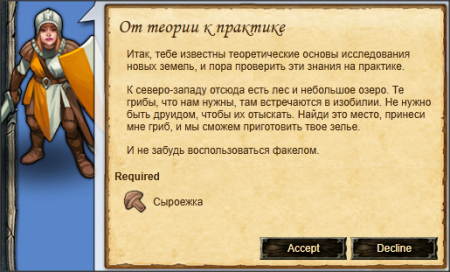 От теории к практике
Итак, тебе известны теоретические основы исследования
новых земель, и пора проверить эти знания на практике.
К северо-западу отсюда есть лес и небольшое озеро. Те
грибы, что нам нужны, там встречаются в изобилии. Не нужно
быть друидом, чтобы их отыскать. Найди это место, принеси
мне гриб, и мы сможем приготовить твое зелье.
И не забудь воспользоваться факелом.
Required
Сыроежка
Accept
Decline